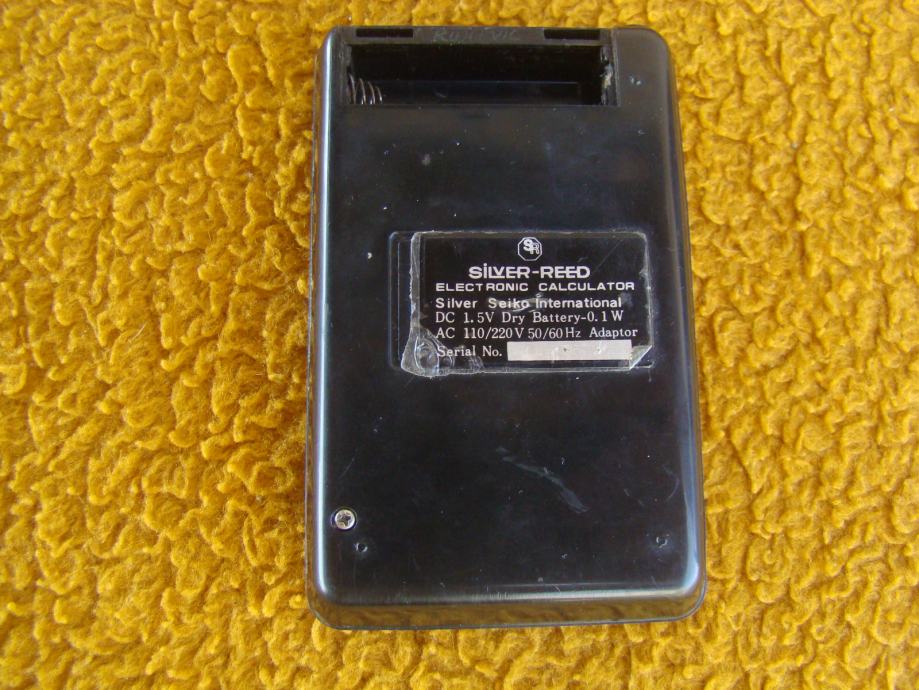 SR
SiLVER-REED
ELECTRONIC CALCULATOR
Silver Seiko International
DC 1.5V Dry Battery-0.1W
AC 110/220V 50/60Hz Adaptor
Serial No.